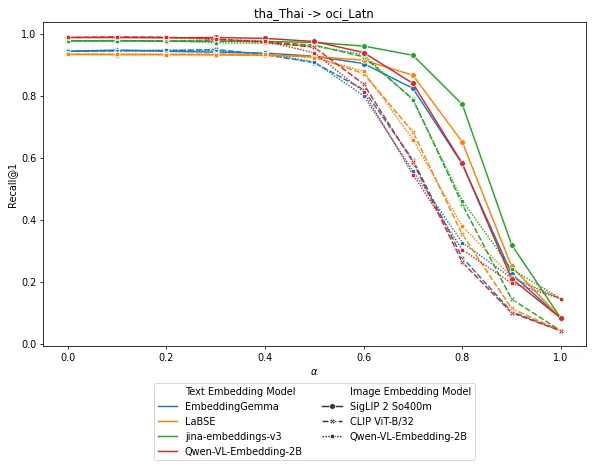 tha_Thai -> oci_Latn
Recall@1
1.0
0.8
0.6
0.4
0.2
0.0
0.0 0.2 0.4 0.6 0.8 1.0
α
Text Embedding Model
EmbeddingGemma
LaBSE
jina-embeddings-v3
Qwen-VL-Embedding-2B
Image Embedding Model
SigLIP 2 So400m
CLIP ViT-B/32
Qwen-VL-Embedding-2B